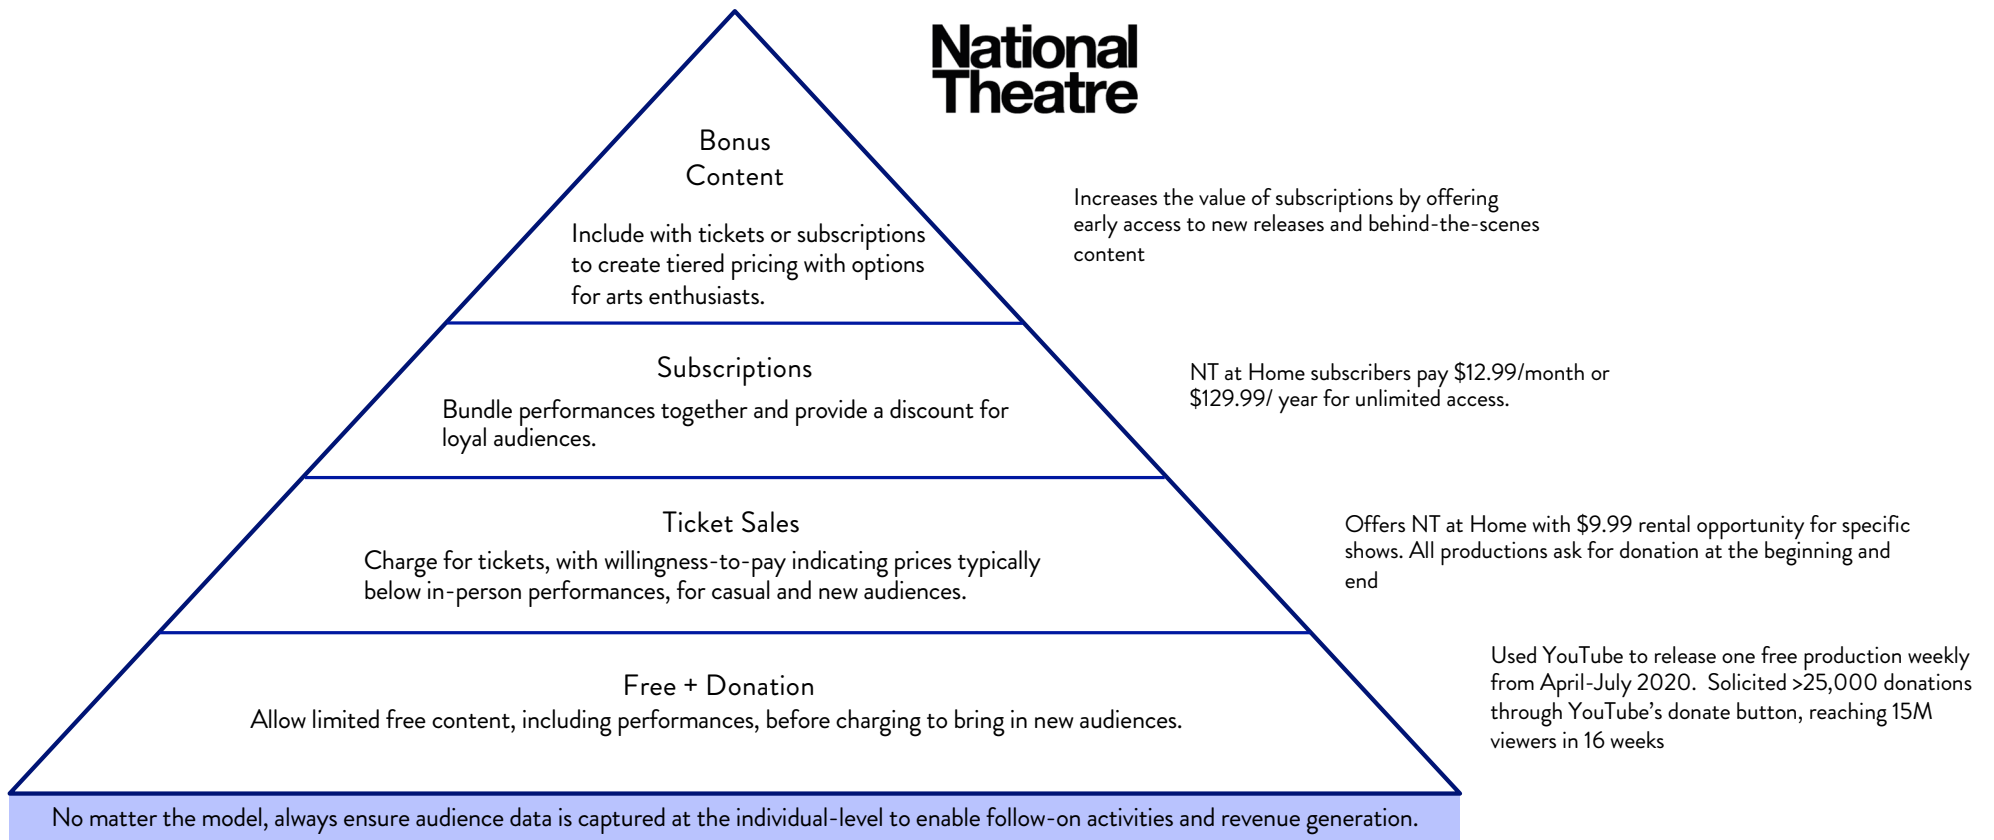 National
Theatre
Bonus
Content
Include with tickets or subscriptions
to create tiered pricing with options
for arts enthusiasts.
Increases the value of subscriptions by offering
early access to new releases and behind-the-scenes
content
Subscriptions
Bundle performances together and provide a discount for
loyal audiences.
NT at Home subscribers pay $12.99/month or
$129.99/ year for unlimited access.
Ticket Sales
Charge for tickets, with willingness-to-pay indicating prices typically
below in-person performances, for casual and new audiences.
Offers NT at Home with $9.99 rental opportunity for specific
shows. All productions ask for donation at the beginning and
end
Free + Donation
Allow limited free content, including performances, before charging to bring in new audiences.
Used YouTube to release one free production weekly
from April-July 2020.  Solicited >25,000 donations
through YouTube's donate button, reaching 15M
viewers in 16 weeks
No matter the model, always ensure audience data is captured at the individual-level to enable follow-on activities and revenue generation.